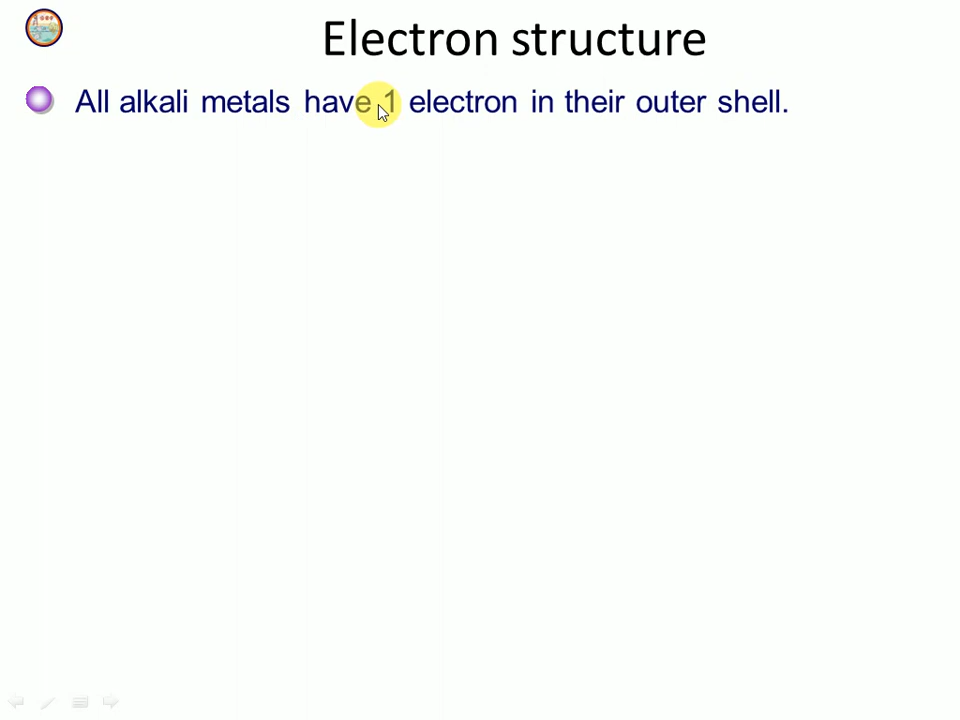 Electron structure
All alkali metals have 1 electron in their outer shell.